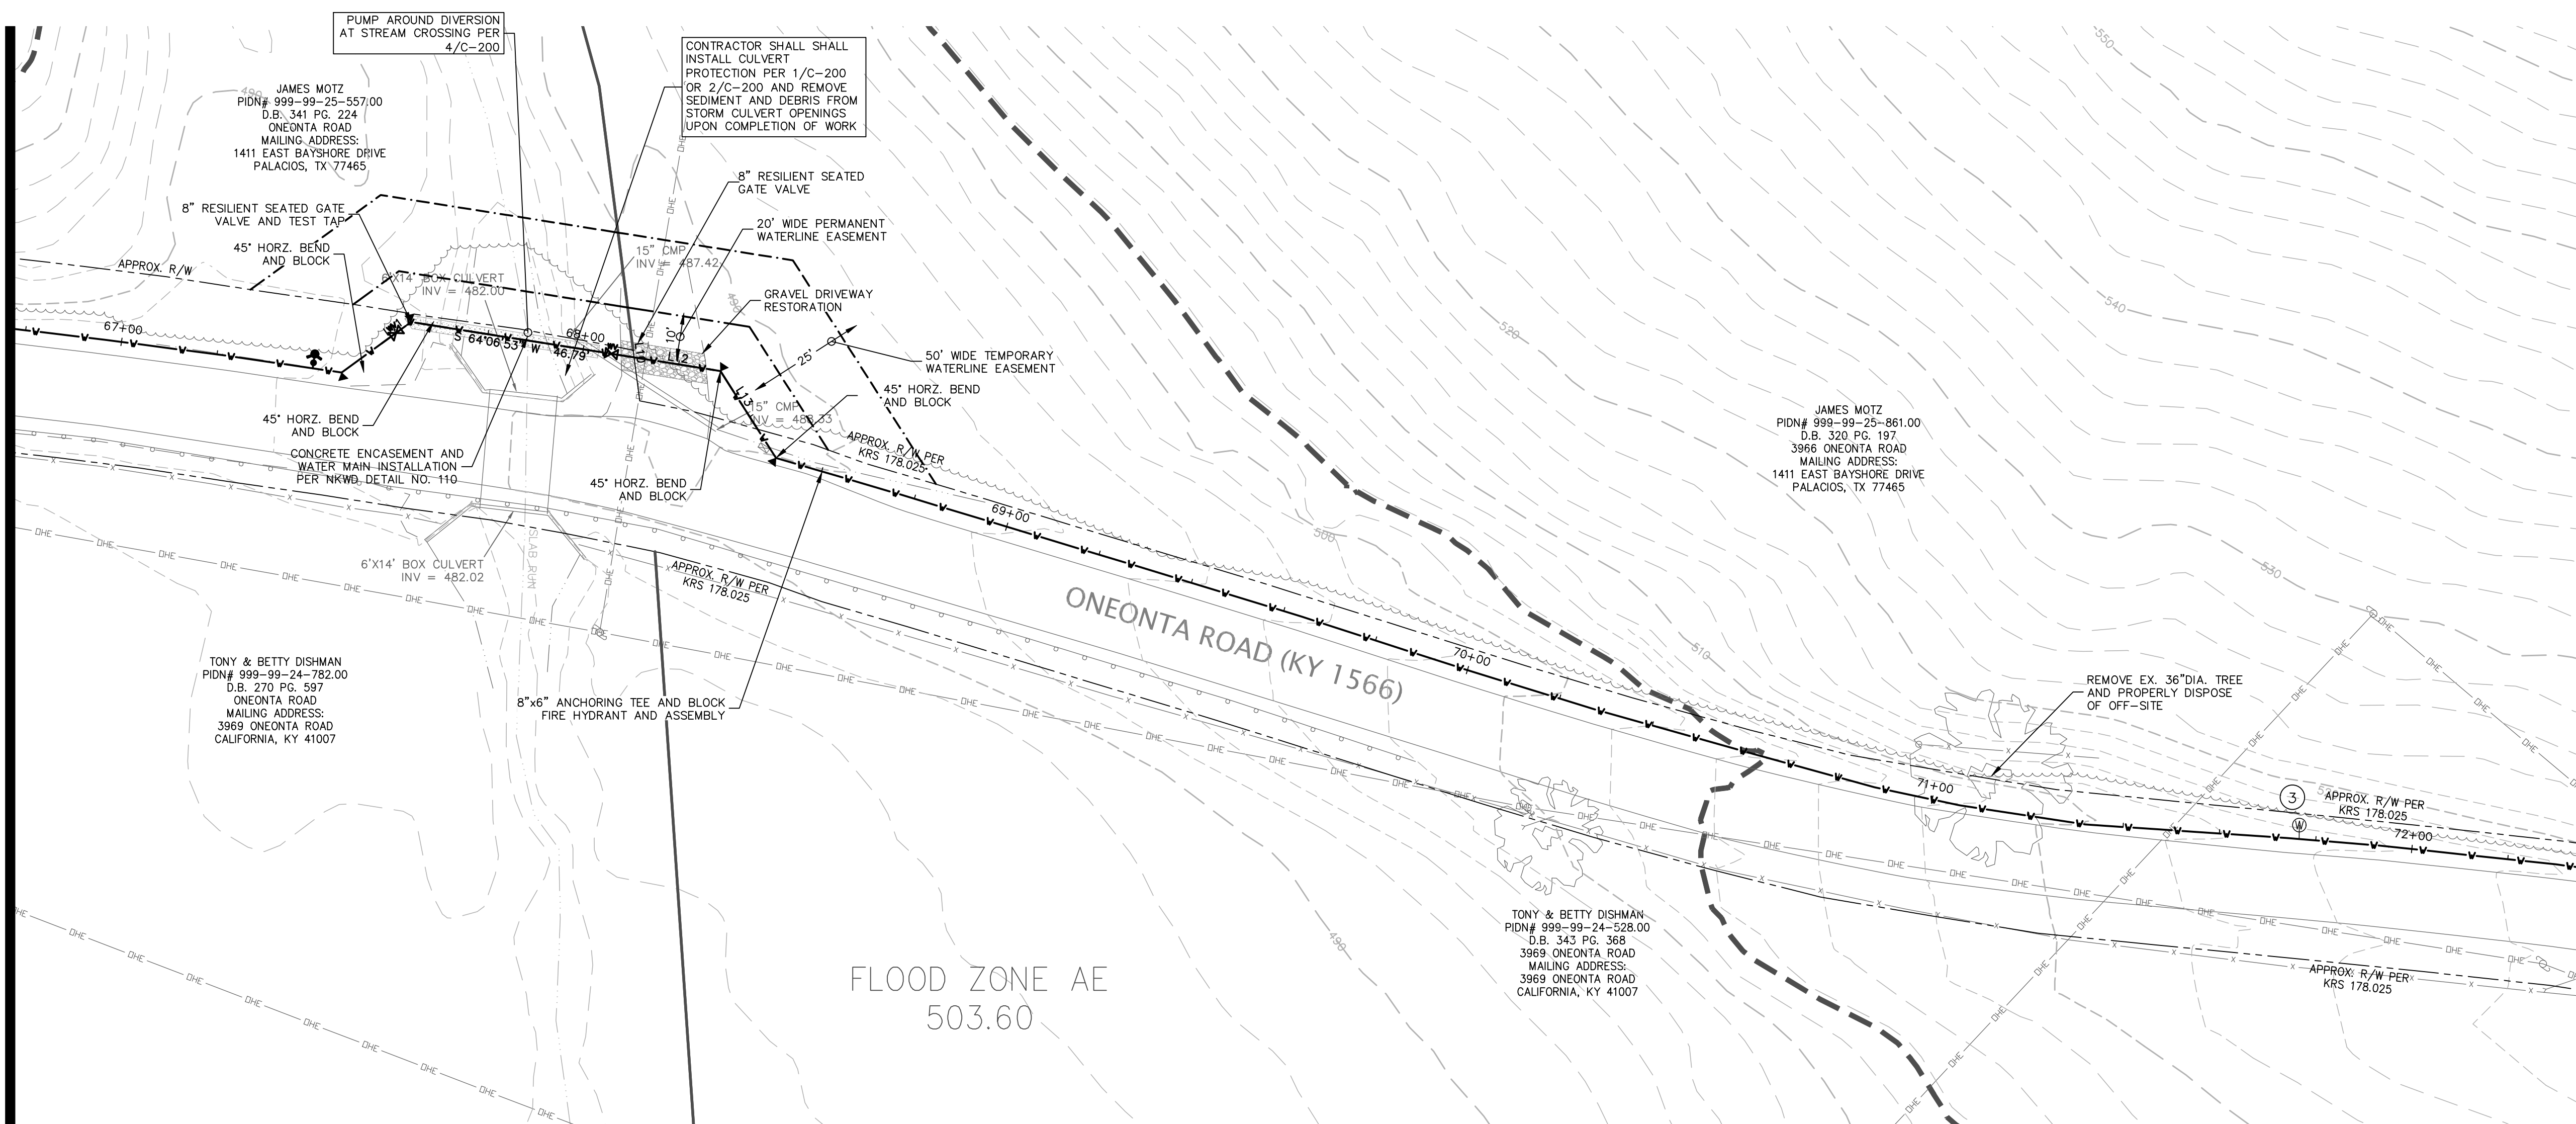 PUMP AROUND DIVERSION
AT STREAM CROSSING PER
4/C-200
CONTRACTOR SHALL SHALL
INSTALL CULVERT
PROTECTION PER 1/C-200
OR 2/C-200 AND REMOVE
SEDIMENT AND DEBRIS FROM
STORM CULVERT OPENINGS
UPON COMPLETION OF WORK
490
JAMES MOTZ
PIDN# 999-99-25-557.00
D.B. 341 PG. 224
ONEONTA ROAD
MAILING ADDRESS:
1411 EAST BAYSHORE DRIVE
PALACIOS, TX 77465
8" RESILIENT SEATED GATE
VALVE AND TEST TAP
45° HORZ. BEND
AND BLOCK
APPROX. R/W
6'X14' BOX CULVERT
INV = 482.00
15" CMP
INV = 487.42
8" RESILIENT SEATED
GATE VALVE
20' WIDE PERMANENT
WATERLINE EASEMENT
GRAVEL DRIVEWAY
RESTORATION
490
50' WIDE TEMPORARY
WATERLINE EASEMENT
45° HORZ. BEND
AND BLOCK
67+00
68+00
S 64°06'53" W 46.79'
10'
10'
L12
25'
L13
15" CMP
INV = 488.33
45° HORZ. BEND
AND BLOCK
CONCRETE ENCASEMENT AND
WATER MAIN INSTALLATION
PER NKWD DETAIL NO. 110
45° HORZ. BEND
AND BLOCK
APPROX. R/W PER
KRS 178.025
69+00
SLAB RUN
6'X14' BOX CULVERT
INV = 482.02
APPROX. R/W PER
KRS 178.025
ONEONTA ROAD (KY 1566)
8"x6" ANCHORING TEE AND BLOCK
FIRE HYDRANT AND ASSEMBLY
TONY & BETTY DISHMAN
PIDN# 999-99-24-782.00
D.B. 270 PG. 597
ONEONTA ROAD
MAILING ADDRESS:
3969 ONEONTA ROAD
CALIFORNIA, KY 41007
FLOOD ZONE AE
503.60
550
540
520
530
500
510
490
JAMES MOTZ
PIDN# 999-99-25-861.00
D.B. 320 PG. 197
3966 ONEONTA ROAD
MAILING ADDRESS:
1411 EAST BAYSHORE DRIVE
PALACIOS, TX 77465
70+00
REMOVE EX. 36"DIA. TREE
AND PROPERLY DISPOSE
OF OFF-SITE
71+00
3
W
APPROX. R/W PER
KRS 178.025
72+00
TONY & BETTY DISHMAN
PIDN# 999-99-24-528.00
D.B. 343 PG. 368
3969 ONEONTA ROAD
MAILING ADDRESS:
3969 ONEONTA ROAD
CALIFORNIA, KY 41007
APPROX. R/W PER
KRS 178.025
OHE